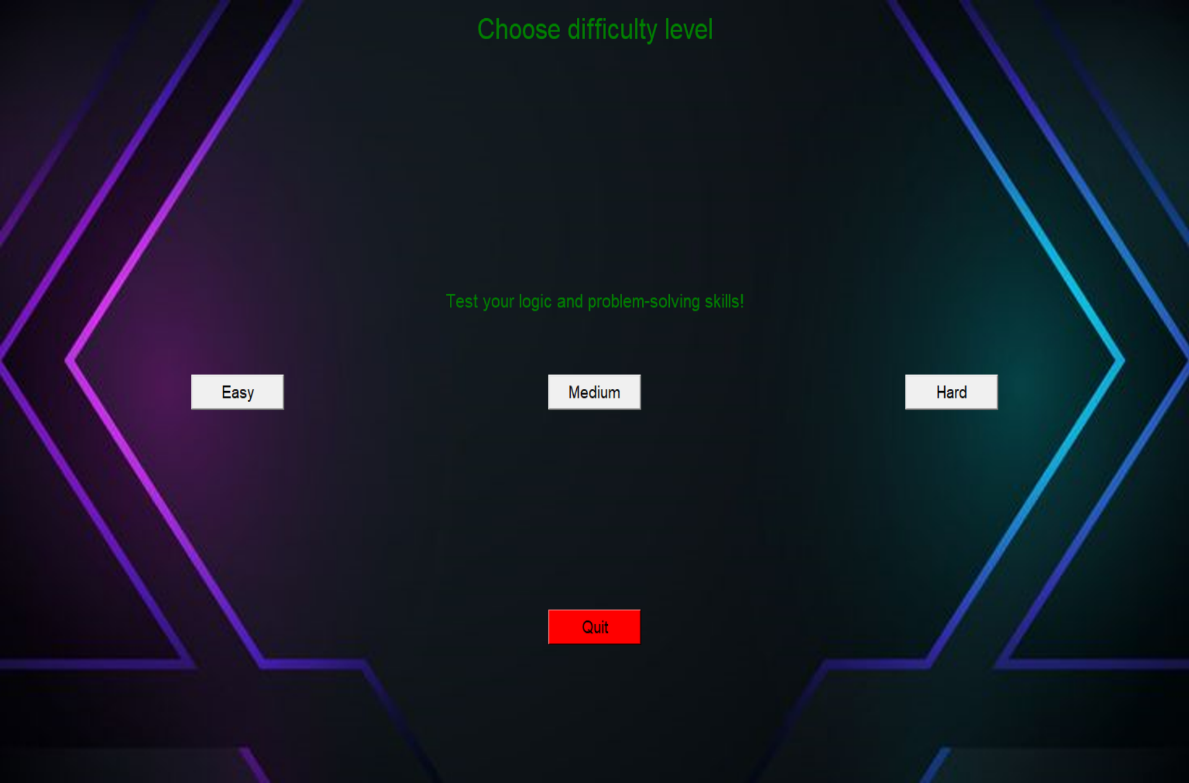 Choose difficulty level
Test your logic and problem-solving skills!
Easy
Medium
Hard
Quit